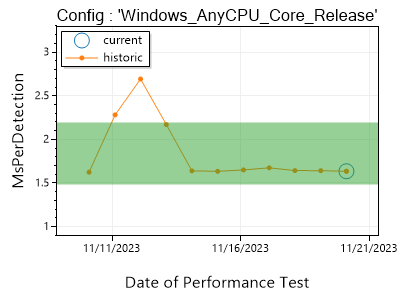 Config : 'Windows_AnyCPU_Core_Release'
current
historic
MsPerDetection
3
2.5
2
1.5
1
11/11/2023
11/16/2023
11/21/2023
Date of Performance Test